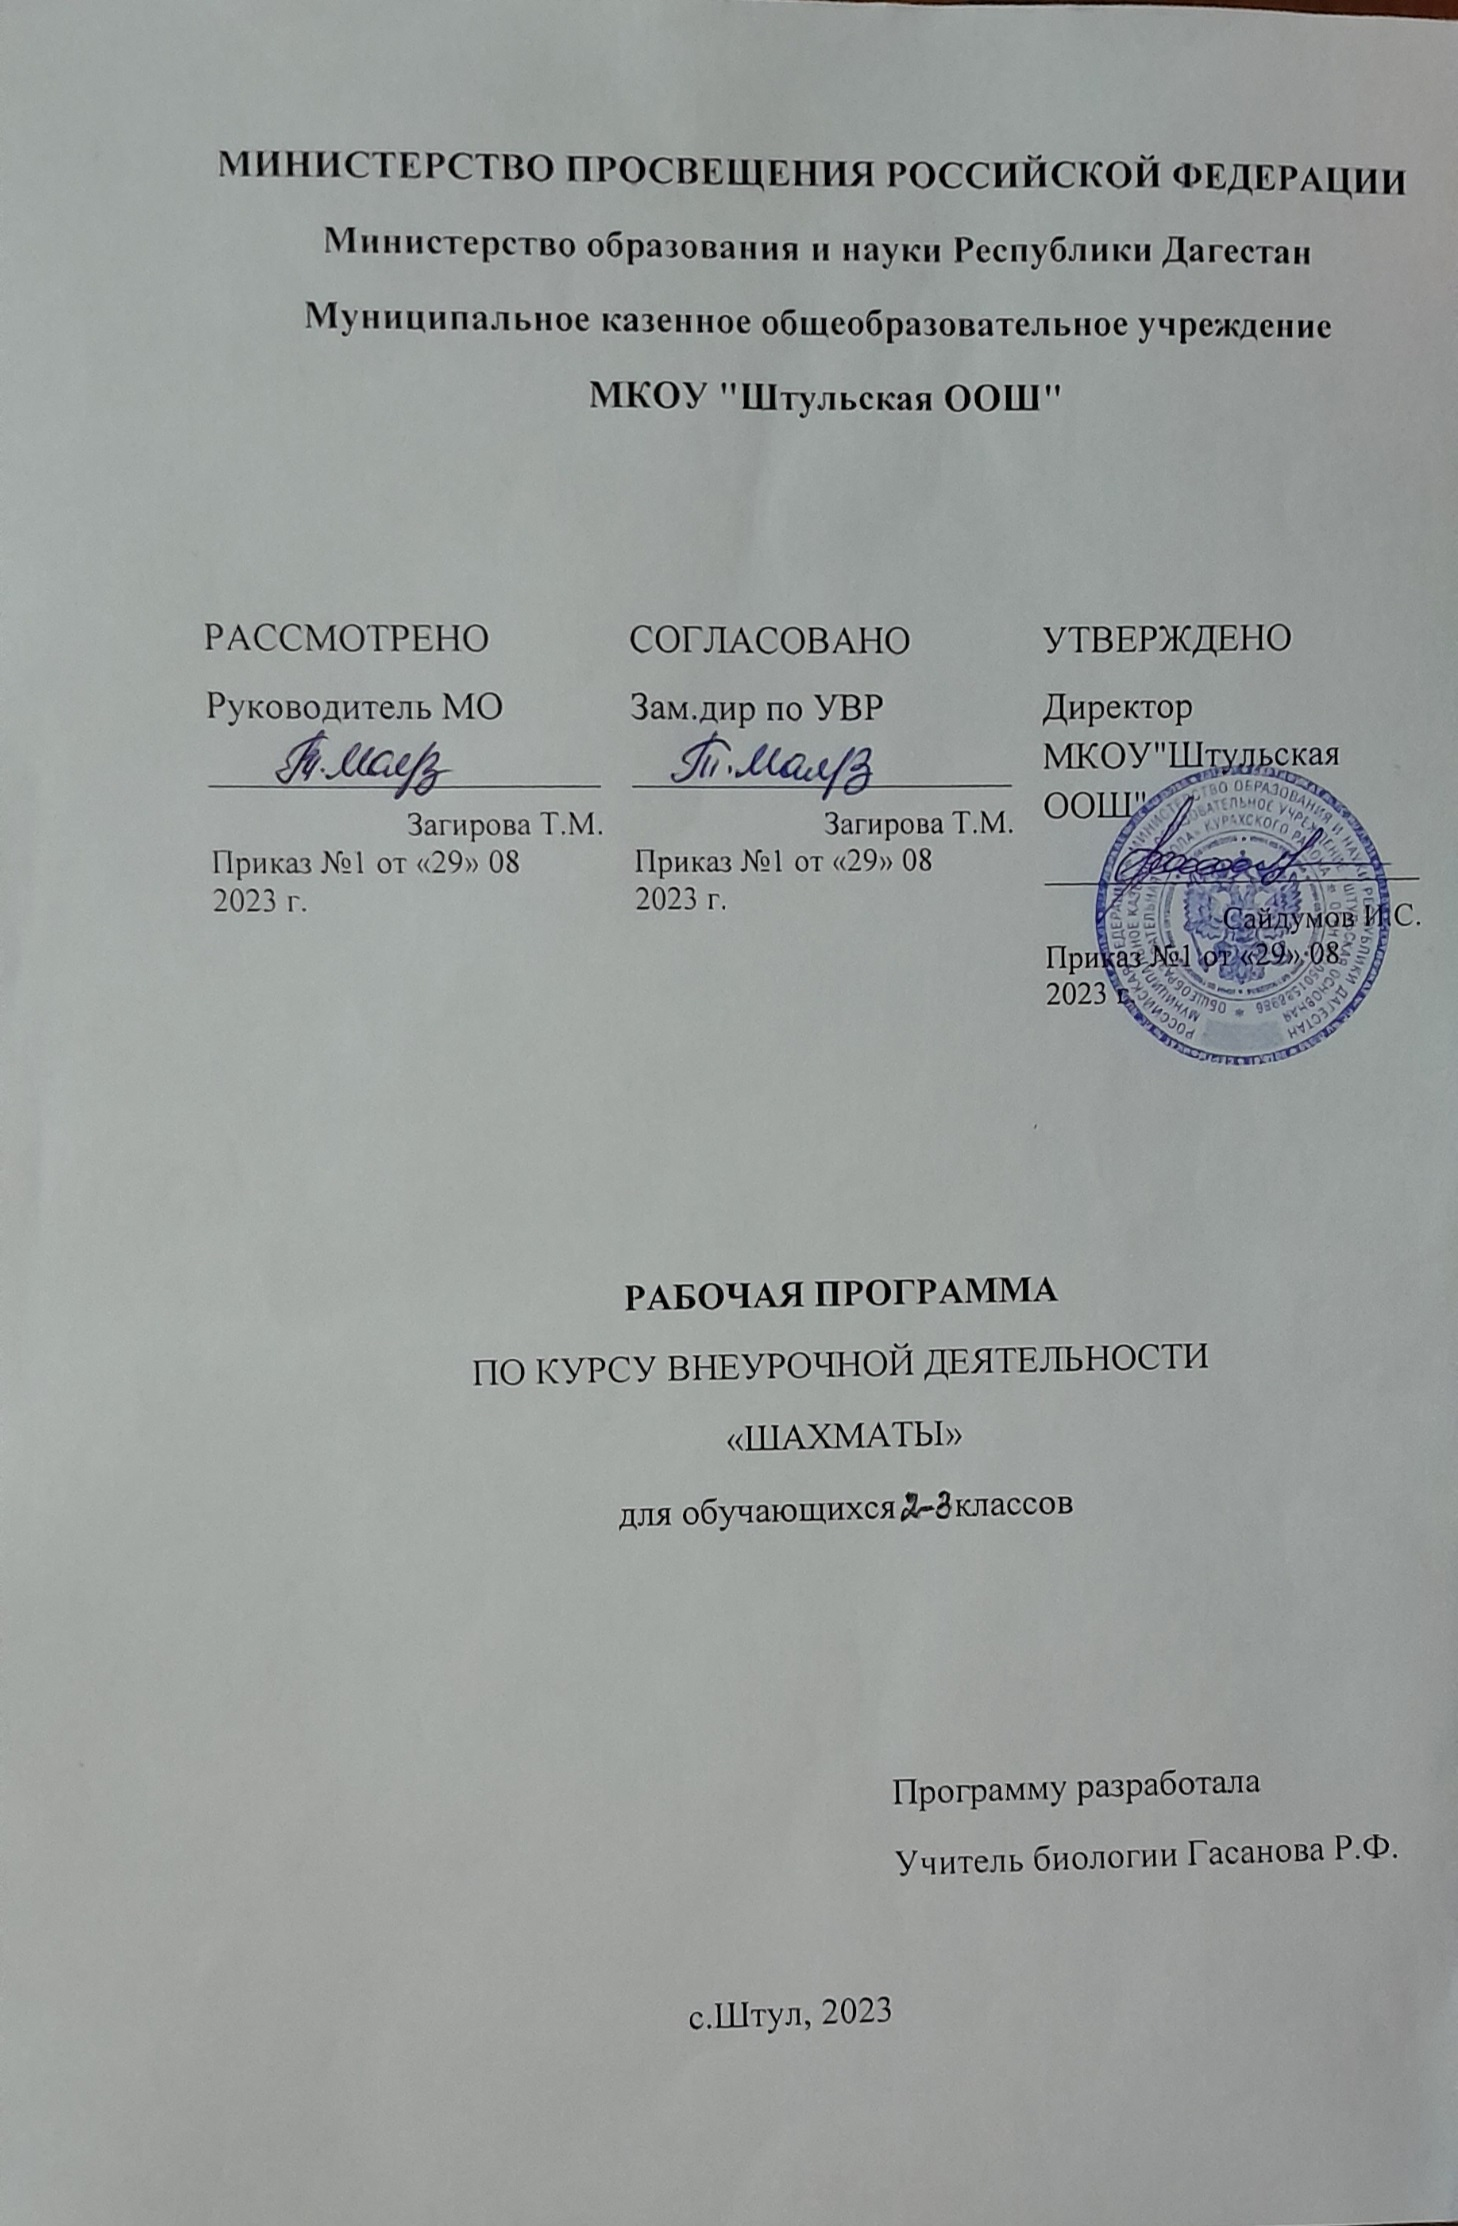 МИНИСТЕРСТВО ПРОСВЕЩЕНИЯ РОССИЙСКОЙ ФЕДЕРАЦИИ
Министерство образования и науки Республики Дагестан
Муниципальное казенное общеобразовательное учреждение
МКОУ "Штульская ООШ"
РАССМОТРЕНО
Руководитель МО
Загирова Т.М.
Приказ №1 от «29» 08
2023 г.
СОГЛАСОВАНО
Зам.дир по УВР
Загирова Т.М.
Приказ №1 от «29» 08
2023 г.
УТВЕРЖДЕНО
Директор
МКОУ"Штульская
ООШ"
Сайдумов И.С.
Приказ №1 от «29» 08
2023 г.
РАБОЧАЯ ПРОГРАММА
ПО КУРСУ ВНЕУРОЧНОЙ ДЕЯТЕЛЬНОСТИ
«ШАХМАТЫ»
для обучающихся 2-3 классов
Программу разработала
Учитель биологии Гасанова Р.Ф.
с.Штул, 2023